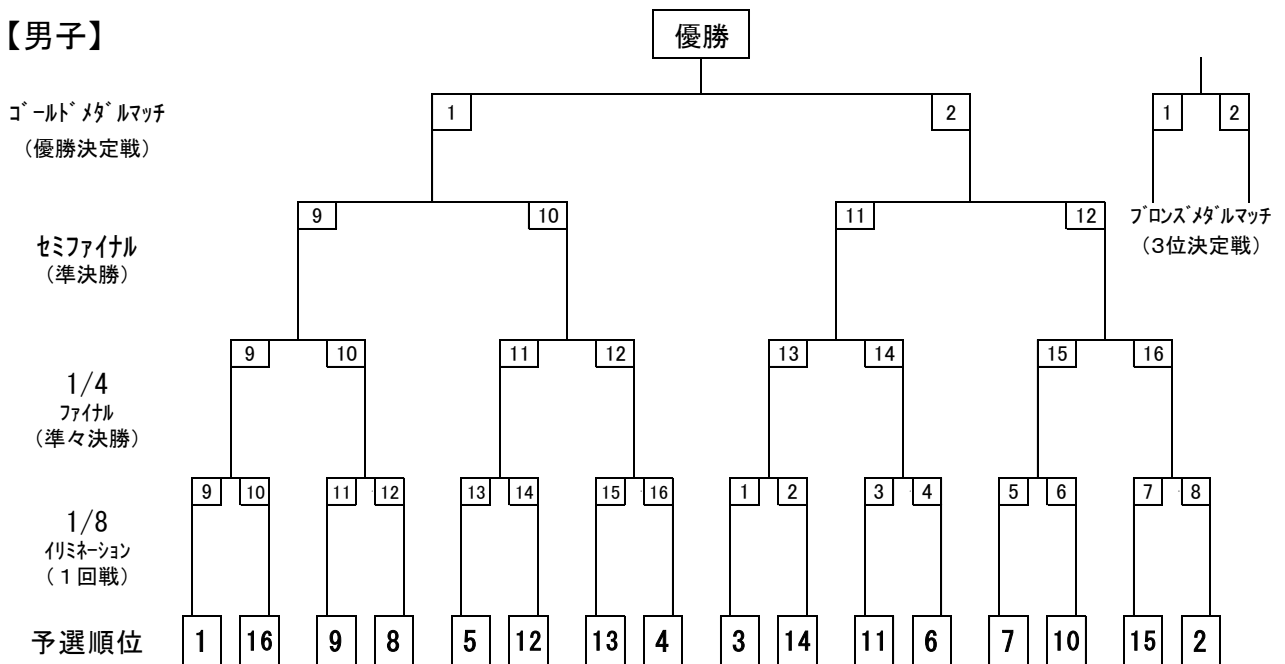 【男子】
優勝
ｺﾞｰﾙﾄﾞﾒﾀﾞﾙﾏｯﾁ
（優勝決定戦）
1 2
1 2
ｾﾐﾌｧｲﾅﾙ
（準決勝）
9 10 11 12
ﾌﾞﾛﾝｽﾞﾒﾀﾞﾙﾏｯﾁ
（3位決定戦）
1/4
ﾌｧｲﾅﾙ
（準々決勝）
9 10 11 12 13 14 15 16
1/8
ｲﾘﾐﾈｰｼｮﾝ
（１回戦）
9 10 11 12 13 14 15 16 1 2 3 4 5 6 7 8
予選順位 1 16 9 8 5 12 13 4 3 14 11 6 7 10 15 2